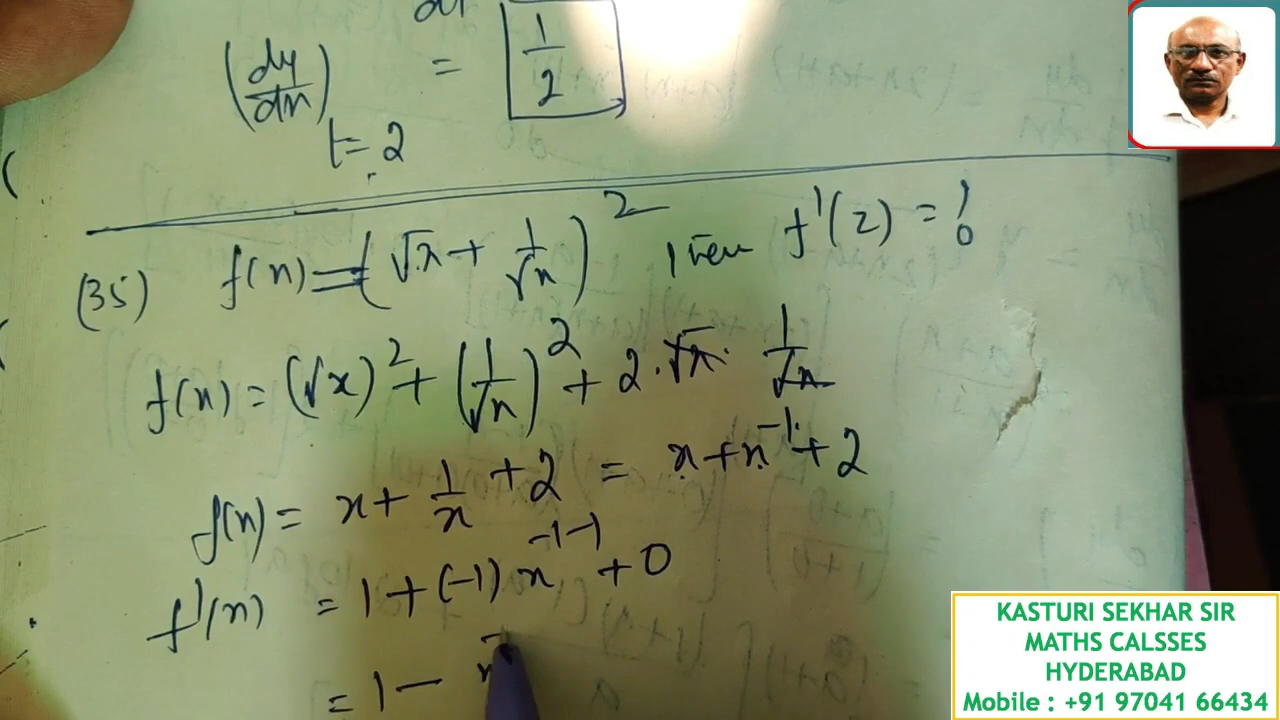 (dy/dx) t=2 = 1/2
(35) f(x) = (√x + 1/√x)² then f'(2) = ?
f(x) = (√x)² + (1/√x)² + 2.√x. 1/√x
f(x) = x + 1/x + 2 = x + x⁻¹ + 2
f'(x) = 1 + (-1) x⁻¹⁻¹ + 0
= 1 −
KASTURI SEKHAR SIR
MATHS CALSSES
HYDERABAD
Mobile : +91 97041 66434